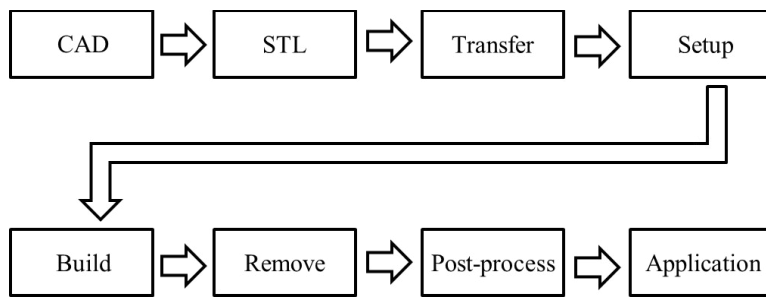 CAD
STL
Transfer
Setup
Build
Remove
Post-process
Application